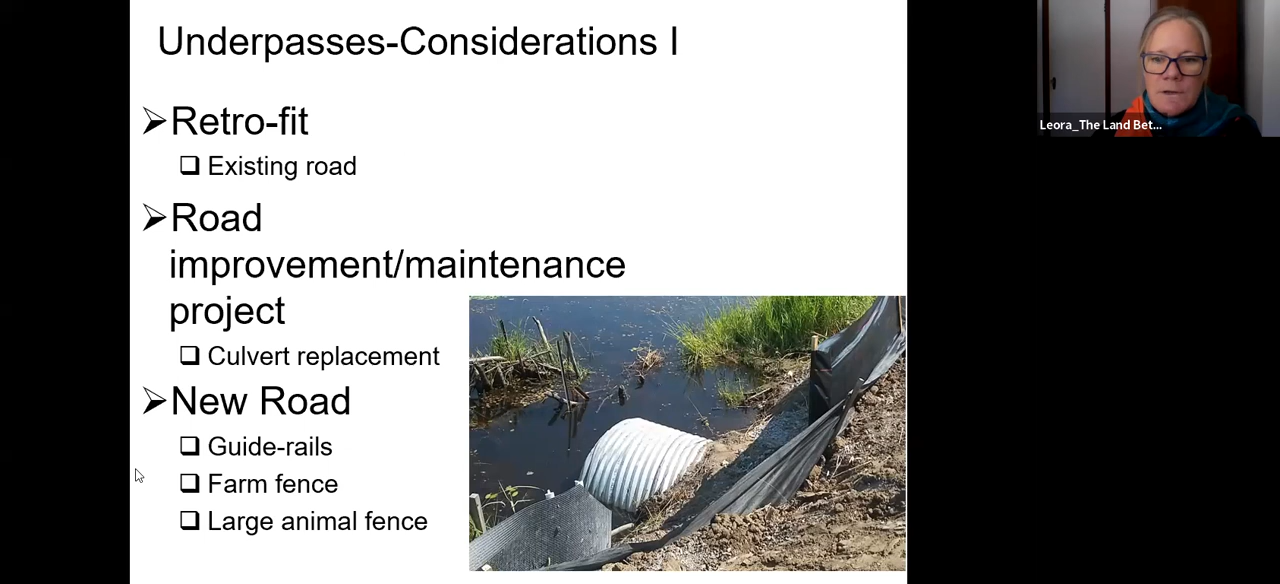 Underpasses-Considerations I
Retro-fit
Existing road
Road
improvement/maintenance
project
Culvert replacement
New Road
Guide-rails
Farm fence
Large animal fence
Leora_The Land Bet...